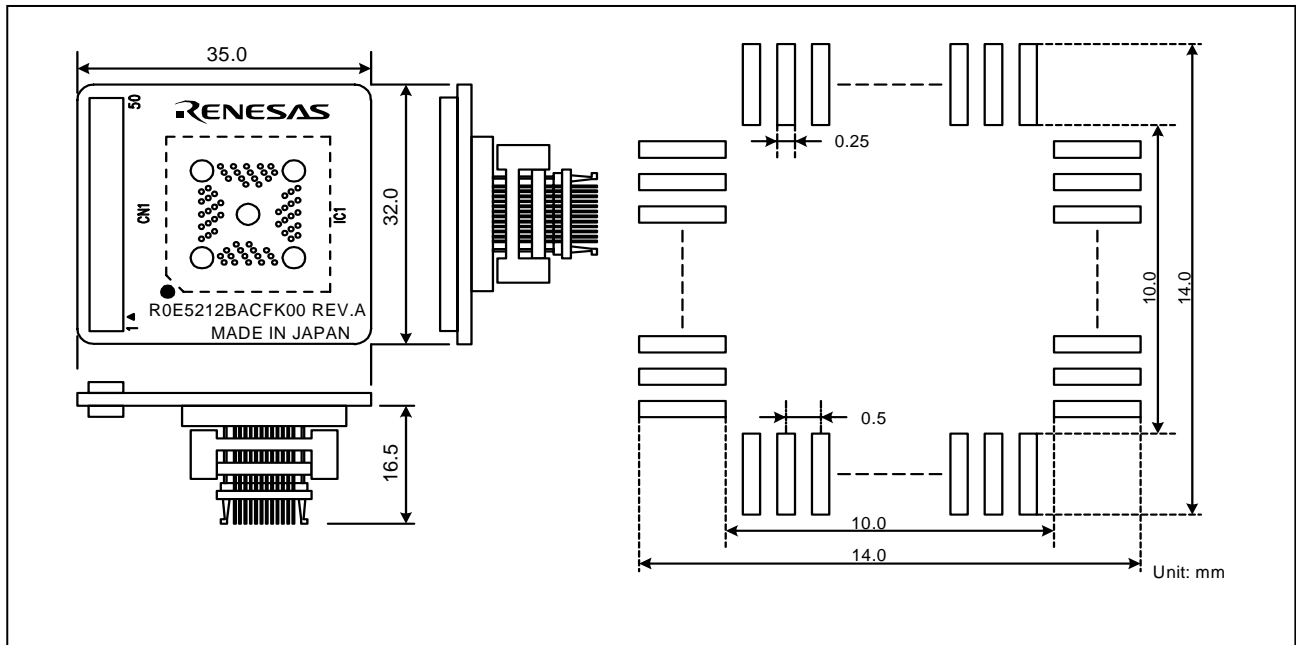 35.0
50
RENESAS
CN1
IC1
32.0
R0E5212BACFK00 REV.A
1
MADE IN JAPAN
16.5
0.25
10.0
14.0
0.5
10.0
14.0
Unit: mm